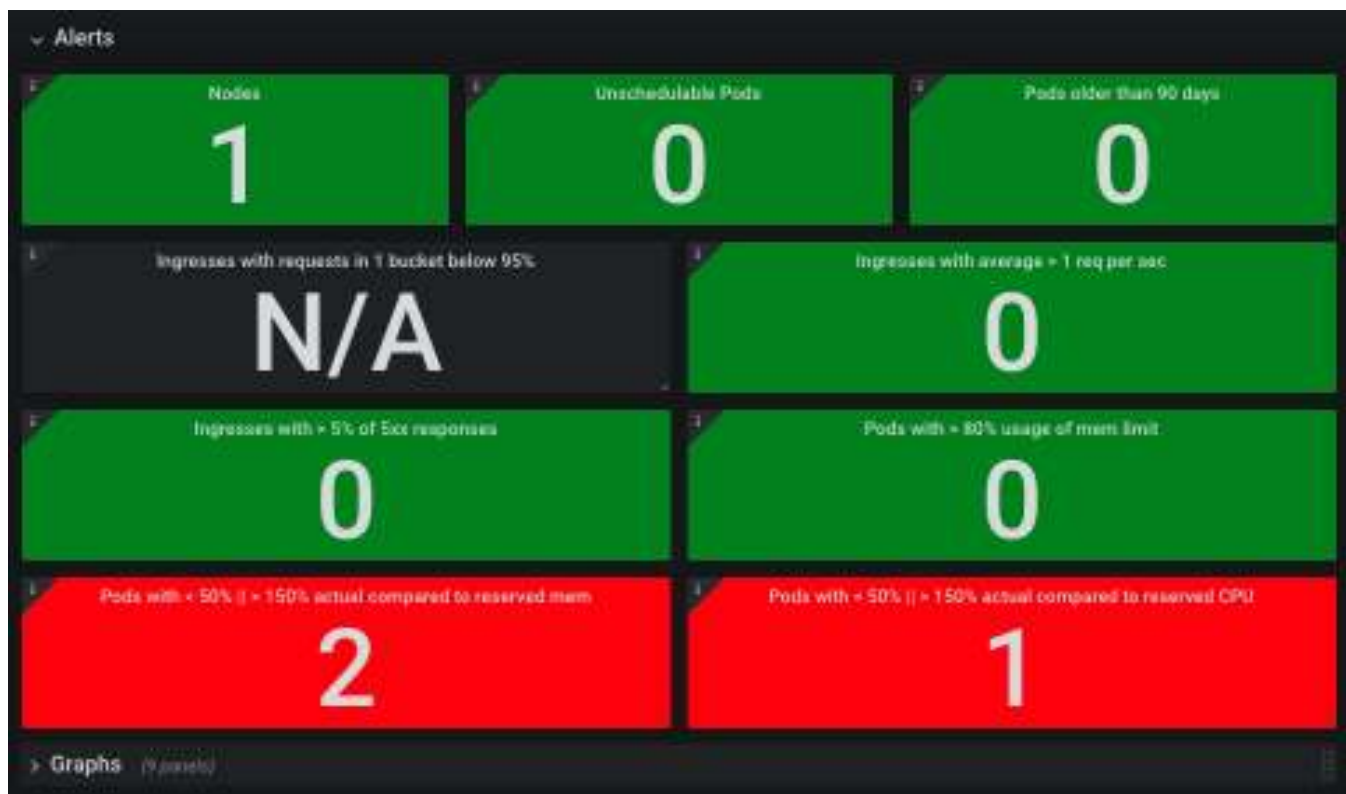 Alerts
Nodes
1
Unschedulable Pods
0
Pods older than 90 days
0
Ingresses with requests in 1 bucket below 95%
N/A
Ingresses with average > 1 req per sec
0
Ingresses with > 5% of 5xx responses
0
Pods with > 80% usage of mem limit
0
Pods with < 50% || > 150% actual compared to reserved mem
2
Pods with < 50% || > 150% actual compared to reserved CPU
1
Graphs (9 panels)